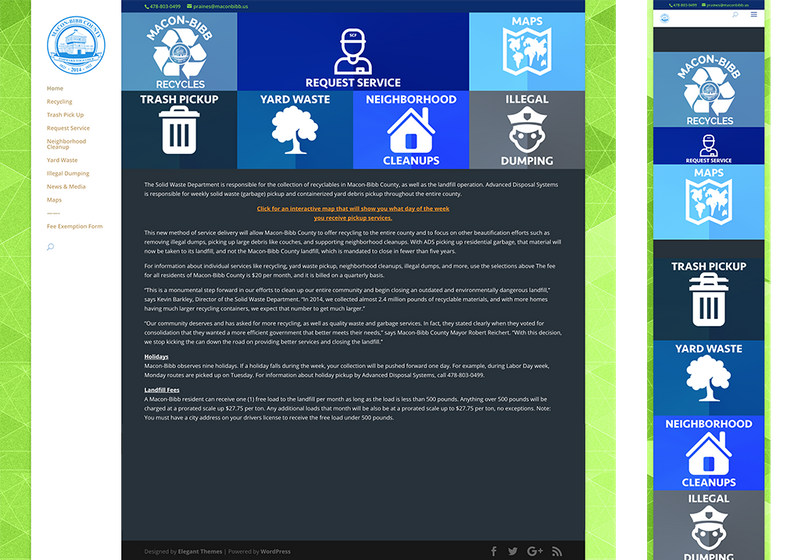 478-803-0499 praines@maconbibb.us
MACON-BIBB COUNTY
2014
Home
Recycling
Trash Pick Up
Request Service
Neighborhood
Cleanup
Yard Waste
Illegal Dumping
News & Media
Maps
Fee Exemption Form
MACON-BIBB
RECYCLES
SCF
REQUEST SERVICE
MAPS
TRASH PICKUP
YARD WASTE
NEIGHBORHOOD
CLEANUPS
ILLEGAL
DUMPING
The Solid Waste Department is responsible for the collection of recyclables in Macon-Bibb County, as well as the landfill operation. Advanced Disposal Systems
is responsible for weekly solid waste (garbage) pickup and containerized yard debris pickup throughout the entire county.
Click for an interactive map that will show you what day of the week
you receive pickup services.
This new method of service delivery will allow Macon-Bibb County to offer recycling to the entire county and to focus on other beautification efforts such as
removing illegal dumps, picking up large debris like couches, and supporting neighborhood cleanups. With ADS picking up residential garbage, that material will
now be taken to its landfill, and not the Macon-Bibb County landfill, which is mandated to close in fewer than five years.
For information about individual services like recycling, yard waste pickup, neighborhood cleanups, illegal dumps, and more, use the selections above The fee
for all residents of Macon-Bibb County is $20 per month, and it is billed on a quarterly basis.
“This is a monumental step forward in our efforts to clean up our entire community and begin closing an outdated and environmentally dangerous landfill,”
says Kevin Barkley, Director of the Solid Waste Department. “In 2014, we collected almost 2.4 million pounds of recyclable materials, and with more homes
having much larger recycling containers, we expect that number to get much larger.”
“Our community deserves and has asked for more recycling, as well as quality waste and garbage services. In fact, they stated clearly when they voted for
consolidation that they wanted a more efficient government that better meets their needs,” says Macon-Bibb County Mayor Robert Reichert. “With this decision,
we stop kicking the can down the road on providing better services and closing the landfill.”
Holidays
Macon-Bibb observes nine holidays. If a holiday falls during the week, your collection will be pushed forward one day. For example, during Labor Day week,
Monday routes are picked up on Tuesday. For information about holiday pickup by Advanced Disposal Systems, call 478-803-0499.
Landfill Fees
A Macon-Bibb resident can receive one (1) free load to the landfill per month as long as the load is less than 500 pounds. Anything over 500 pounds will be
charged at a prorated scale up $27.75 per ton. Any additional loads that month will be also be at a prorated scale up to $27.75 per ton, no exceptions. Note:
You must have a city address on your drivers license to receive the free load under 500 pounds.
Designed by Elegant Themes | Powered by WordPress
478-803-0499 praines@maconbibb.us
MACON-BIBB
RECYCLES
REQUEST SERVICE
MAPS
TRASH PICKUP
YARD WASTE
NEIGHBORHOOD
CLEANUPS
ILLEGAL
DUMPING